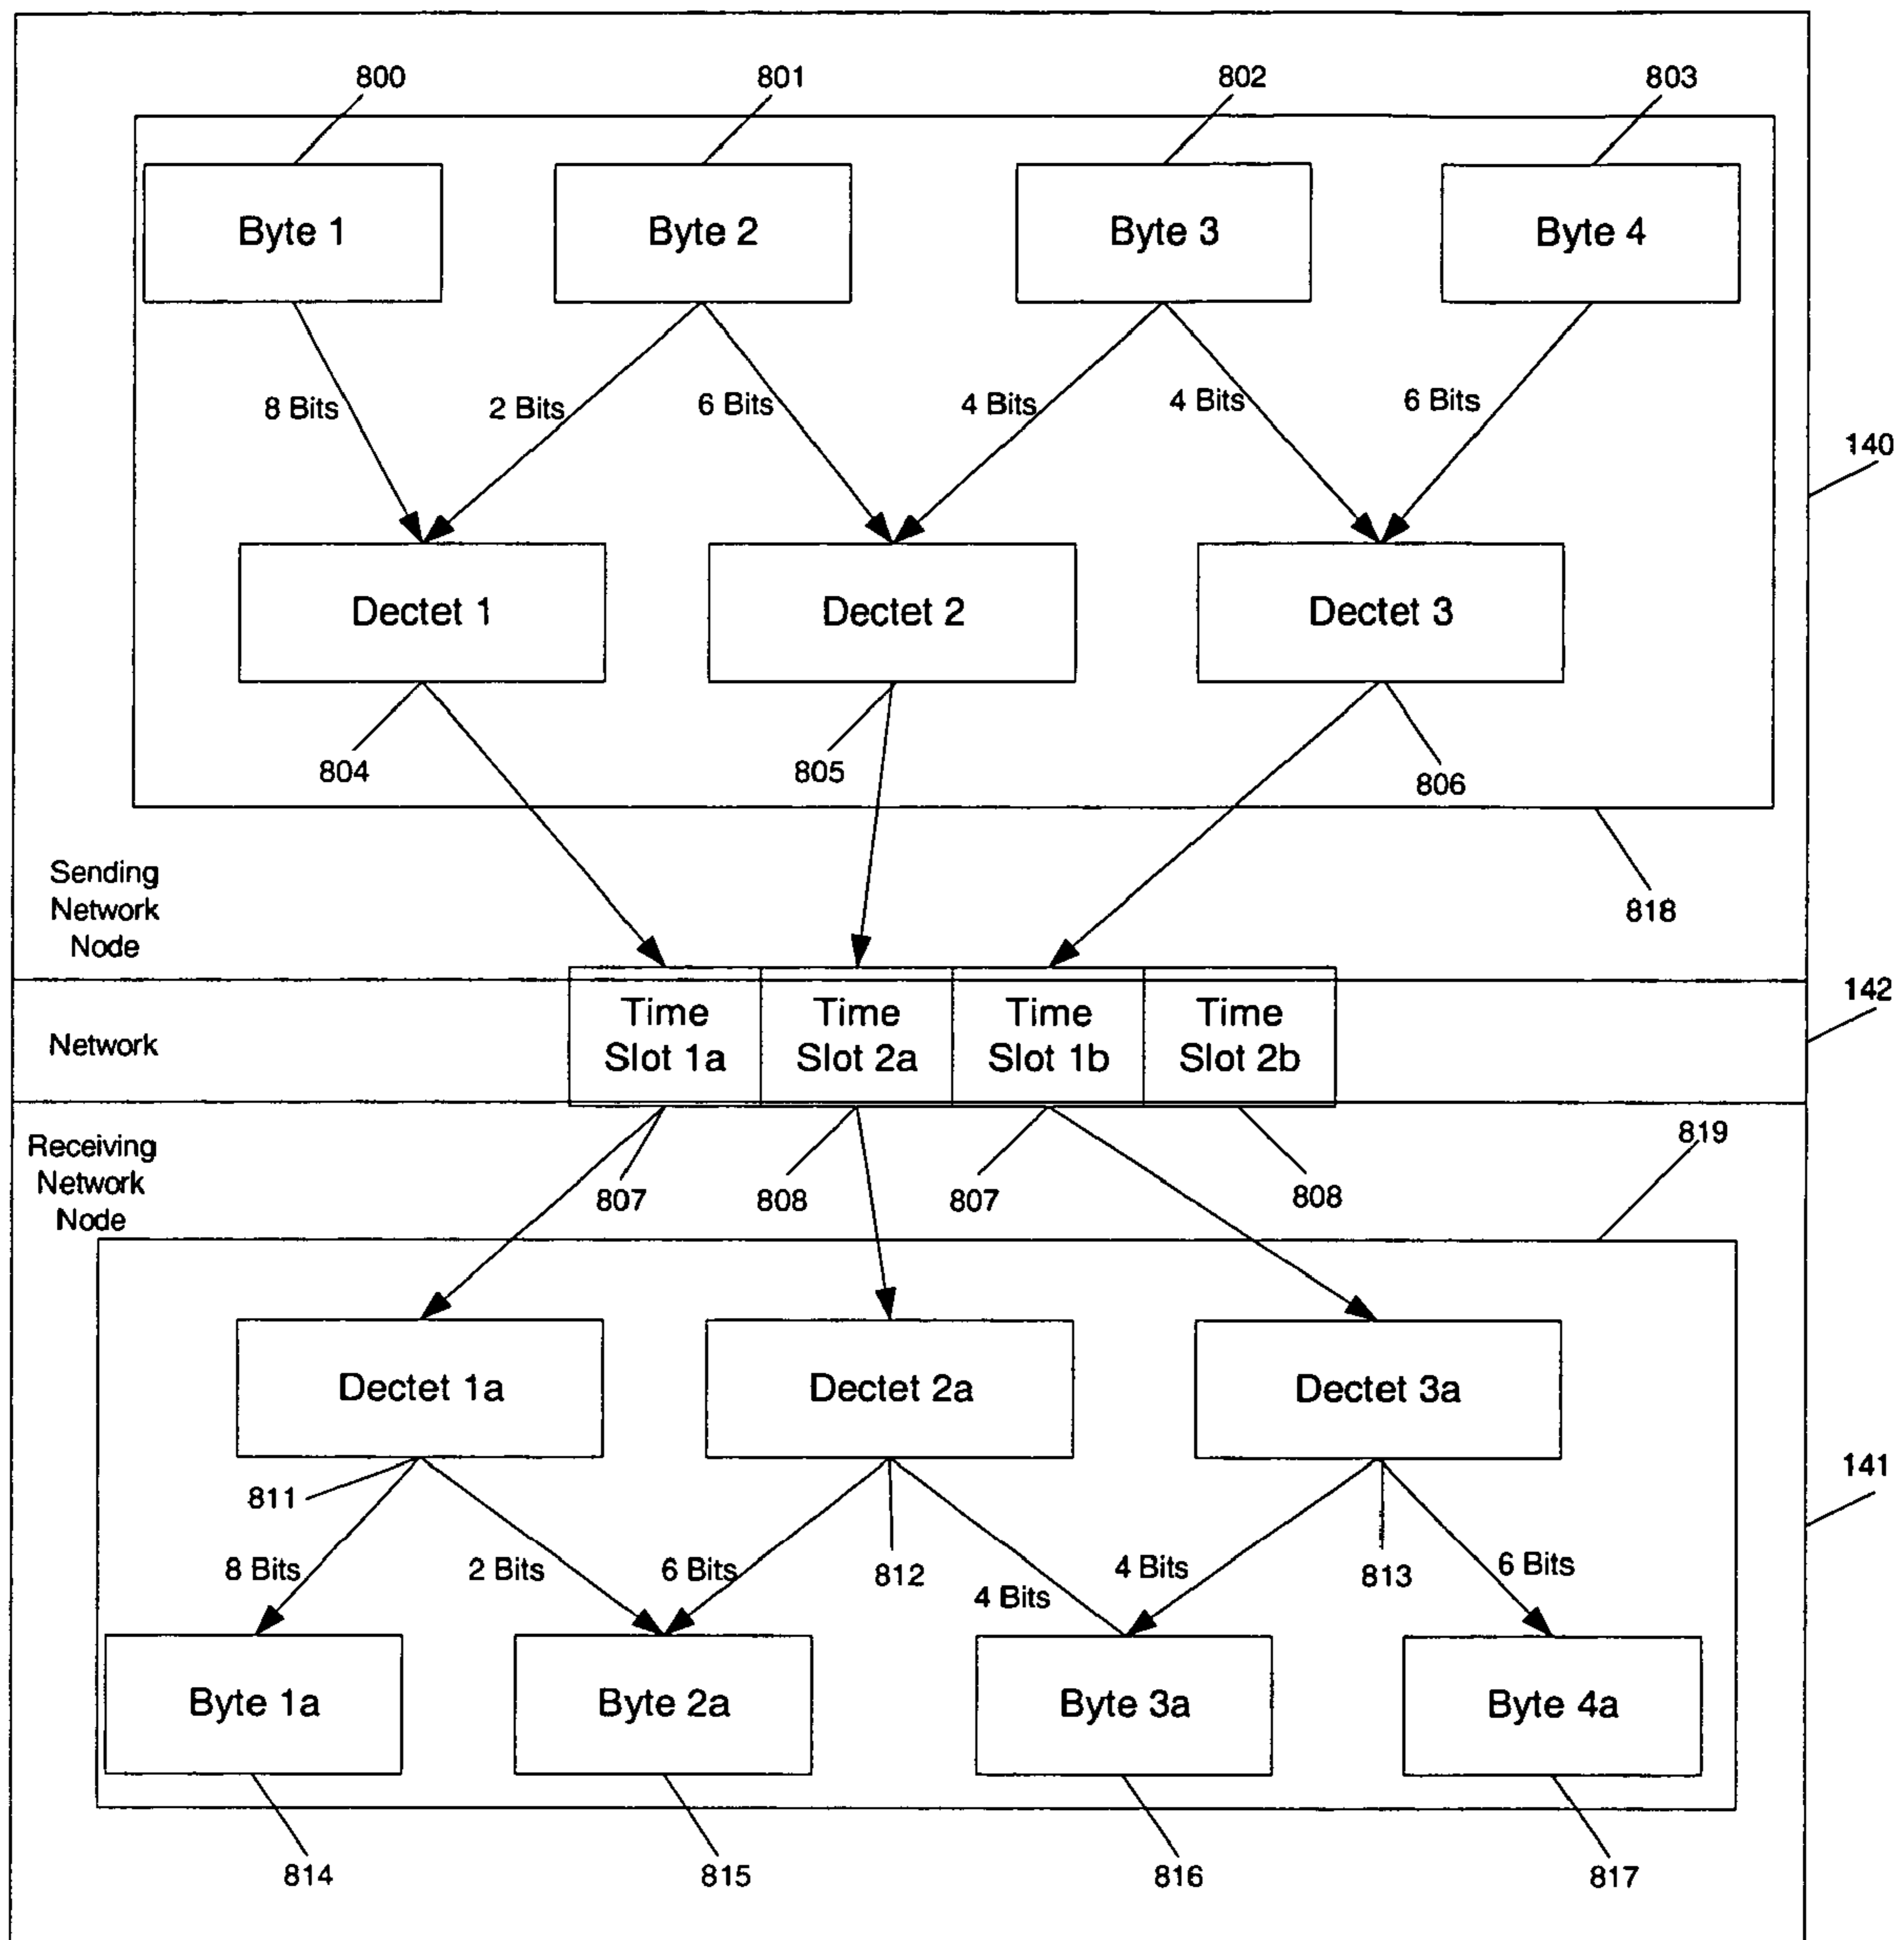 800 801 802 803
Byte 1 Byte 2 Byte 3 Byte 4
8 Bits 2 Bits 6 Bits 4 Bits 4 Bits 6 Bits
140
Dectet 1 Dectet 2 Dectet 3
804 805 806
Sending
Network
Node
818
142
Network
Time
Slot 1a
Time
Slot 2a
Time
Slot 1b
Time
Slot 2b
Receiving
Network
Node
819
807 808 807 808
Dectet 1a Dectet 2a Dectet 3a
141
811
812
813
8 Bits 2 Bits 6 Bits 4 Bits 4 Bits 6 Bits
Byte 1a Byte 2a Byte 3a Byte 4a
814 815 816 817